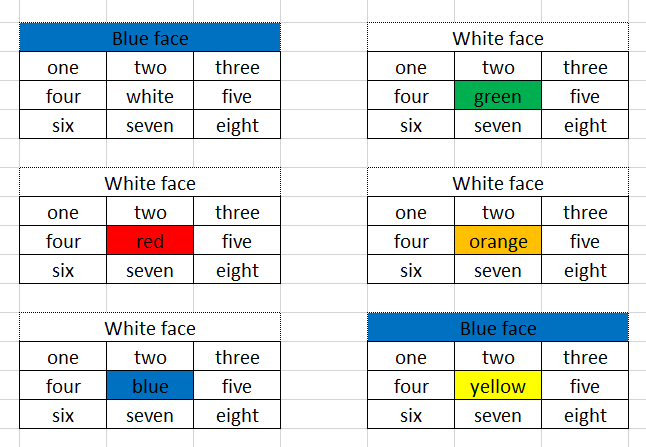 Blue face
one two three
four white five
six seven eight
White face
one two three
four green five
six seven eight
White face
one two three
four red five
six seven eight
White face
one two three
four orange five
six seven eight
White face
one two three
four blue five
six seven eight
Blue face
one two three
four yellow five
six seven eight